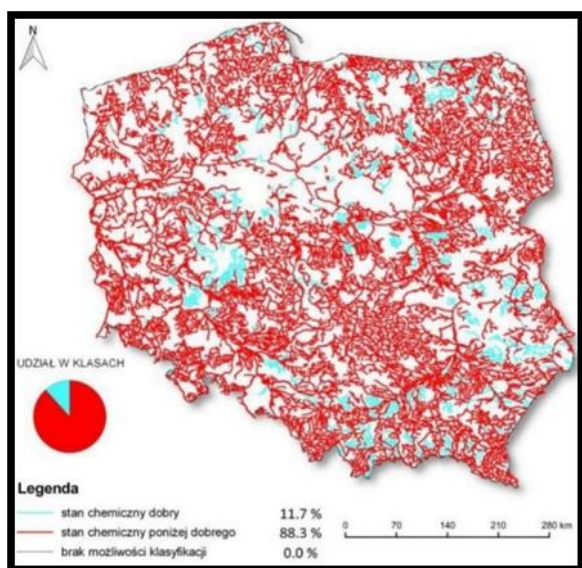 N
UDZIAŁ W KLASACH
Legenda
stan chemiczny dobry 11.7 %
stan chemiczny poniżej dobrego 88.3 %
brak możliwości klasyfikacji 0.0 %
0 70 140 210 280 km